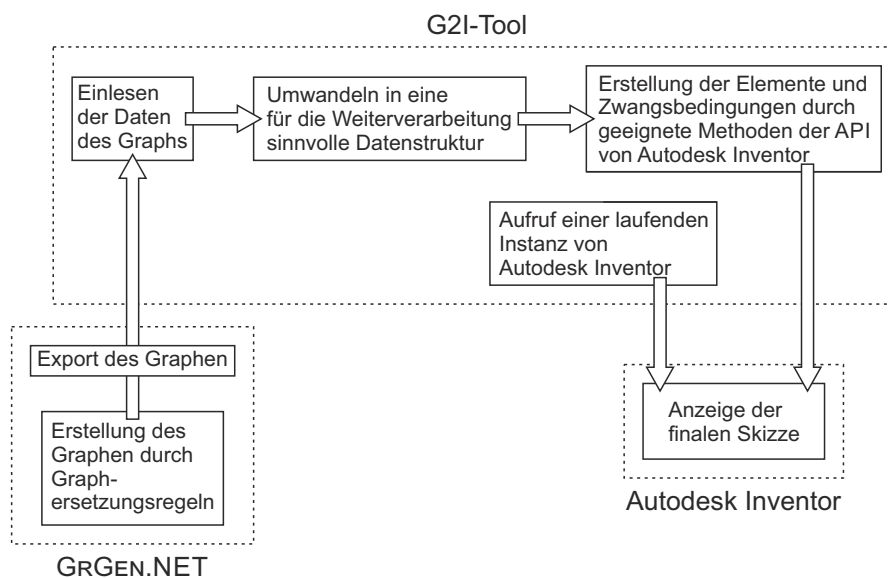 G2I-Tool
Einlesen
der Daten
des Graphs
Umwandeln in eine
für die Weiterverarbeitung
sinnvolle Datenstruktur
Erstellung der Elemente und
Zwangsbedingungen durch
geeignete Methoden der API
von Autodesk Inventor
Aufruf einer laufenden
Instanz von
Autodesk Inventor
Export des Graphen
Erstellung des
Graphen durch
Graph-
ersetzungsregeln
GRGEN.NET
Anzeige der
finalen Skizze
Autodesk Inventor